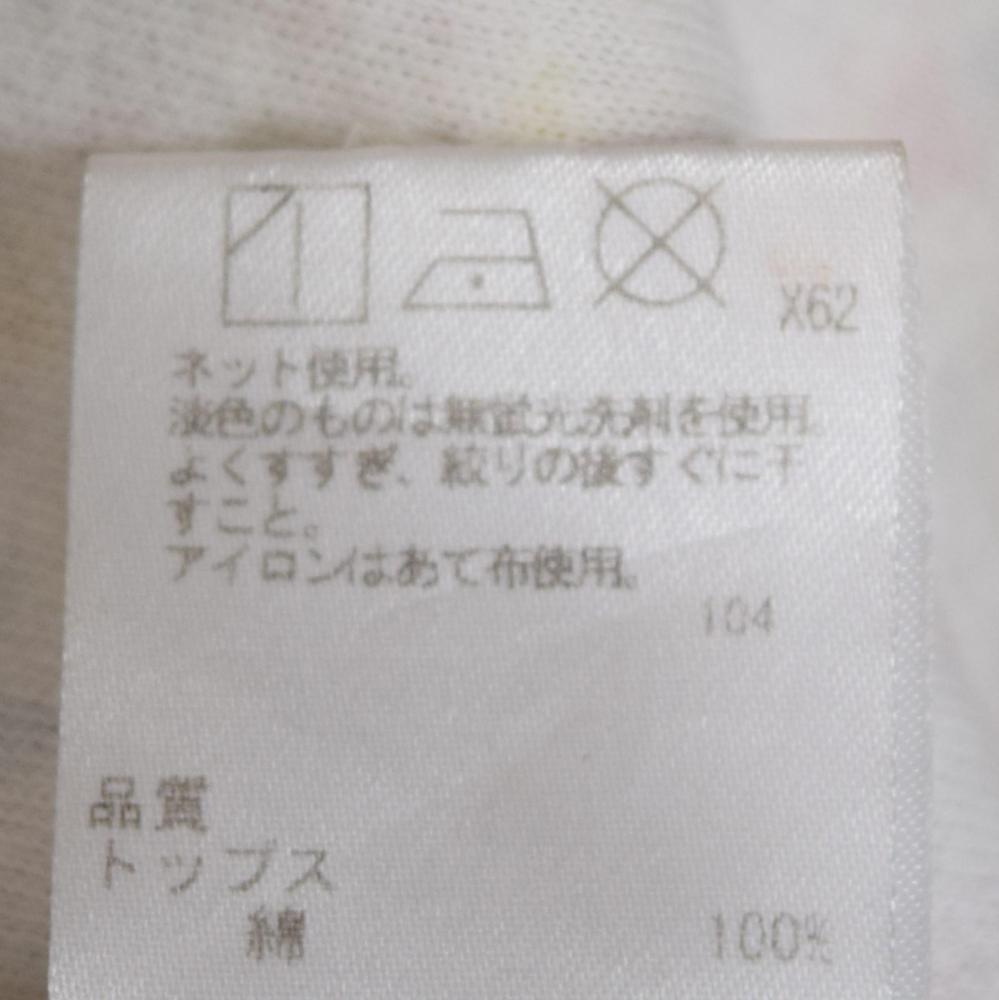 X62
ネット使用。
淡色のものは無蛍光洗剤を使用。
よくすすぎ、絞りの後すぐに干
すこと。
アイロンはあて布使用。
104
品質
トップス
綿 100%